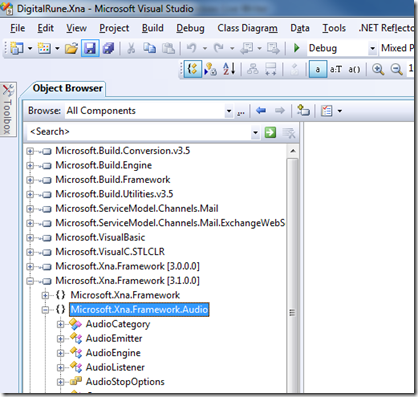 DigitalRune.Xna - Microsoft Visual Studio
File Edit View Project Build Debug Class Diagram Data Tools .NET Reflector
Debug Mixed P
a a:T a()
Toolbox
Object Browser
Browse: All Components ...
<Search>
Microsoft.Build.Conversion.v3.5
Microsoft.Build.Engine
Microsoft.Build.Framework
Microsoft.Build.Utilities.v3.5
Microsoft.ServiceModel.Channels.Mail
Microsoft.ServiceModel.Channels.Mail.ExchangeWebS
Microsoft.VisualBasic
Microsoft.VisualC.STLCLR
Microsoft.Xna.Framework [3.0.0.0]
Microsoft.Xna.Framework [3.1.0.0]
{} Microsoft.Xna.Framework
{} Microsoft.Xna.Framework.Audio
AudioCategory
AudioEmitter
AudioEngine
AudioListener
AudioStopOptions